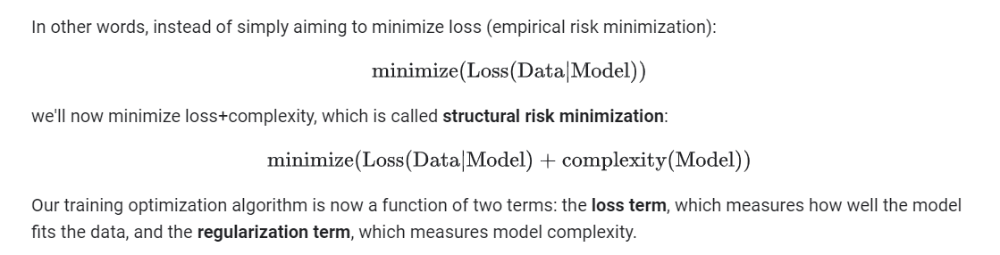 In other words, instead of simply aiming to minimize loss (empirical risk minimization):
minimize(Loss(Data|Model))
we'll now minimize loss+complexity, which is called structural risk minimization:
minimize(Loss(Data|Model) + complexity(Model))
Our training optimization algorithm is now a function of two terms: the loss term, which measures how well the model
fits the data, and the regularization term, which measures model complexity.